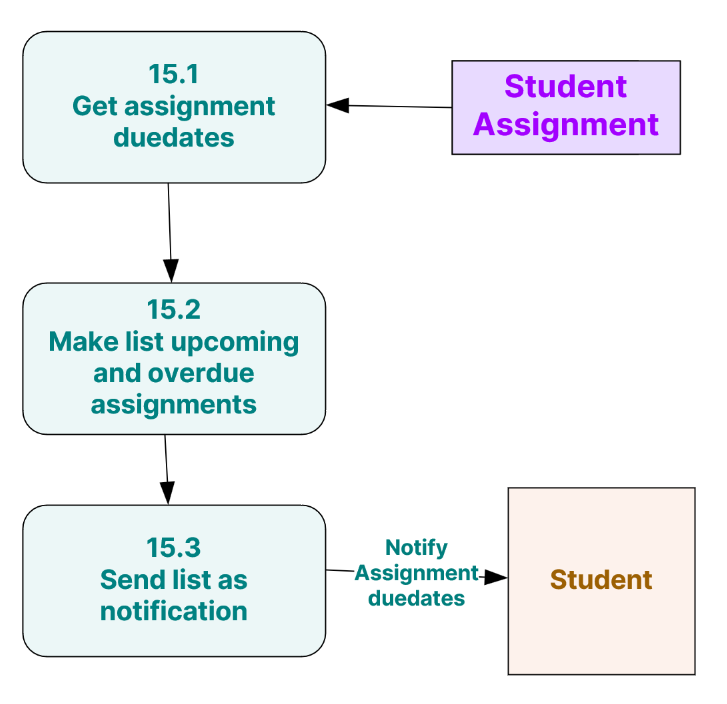 15.1
Get assignment
duedates
Student
Assignment
15.2
Make list upcoming
and overdue
assignments
15.3
Send list as
notification
Notify
Assignment
duedates
Student